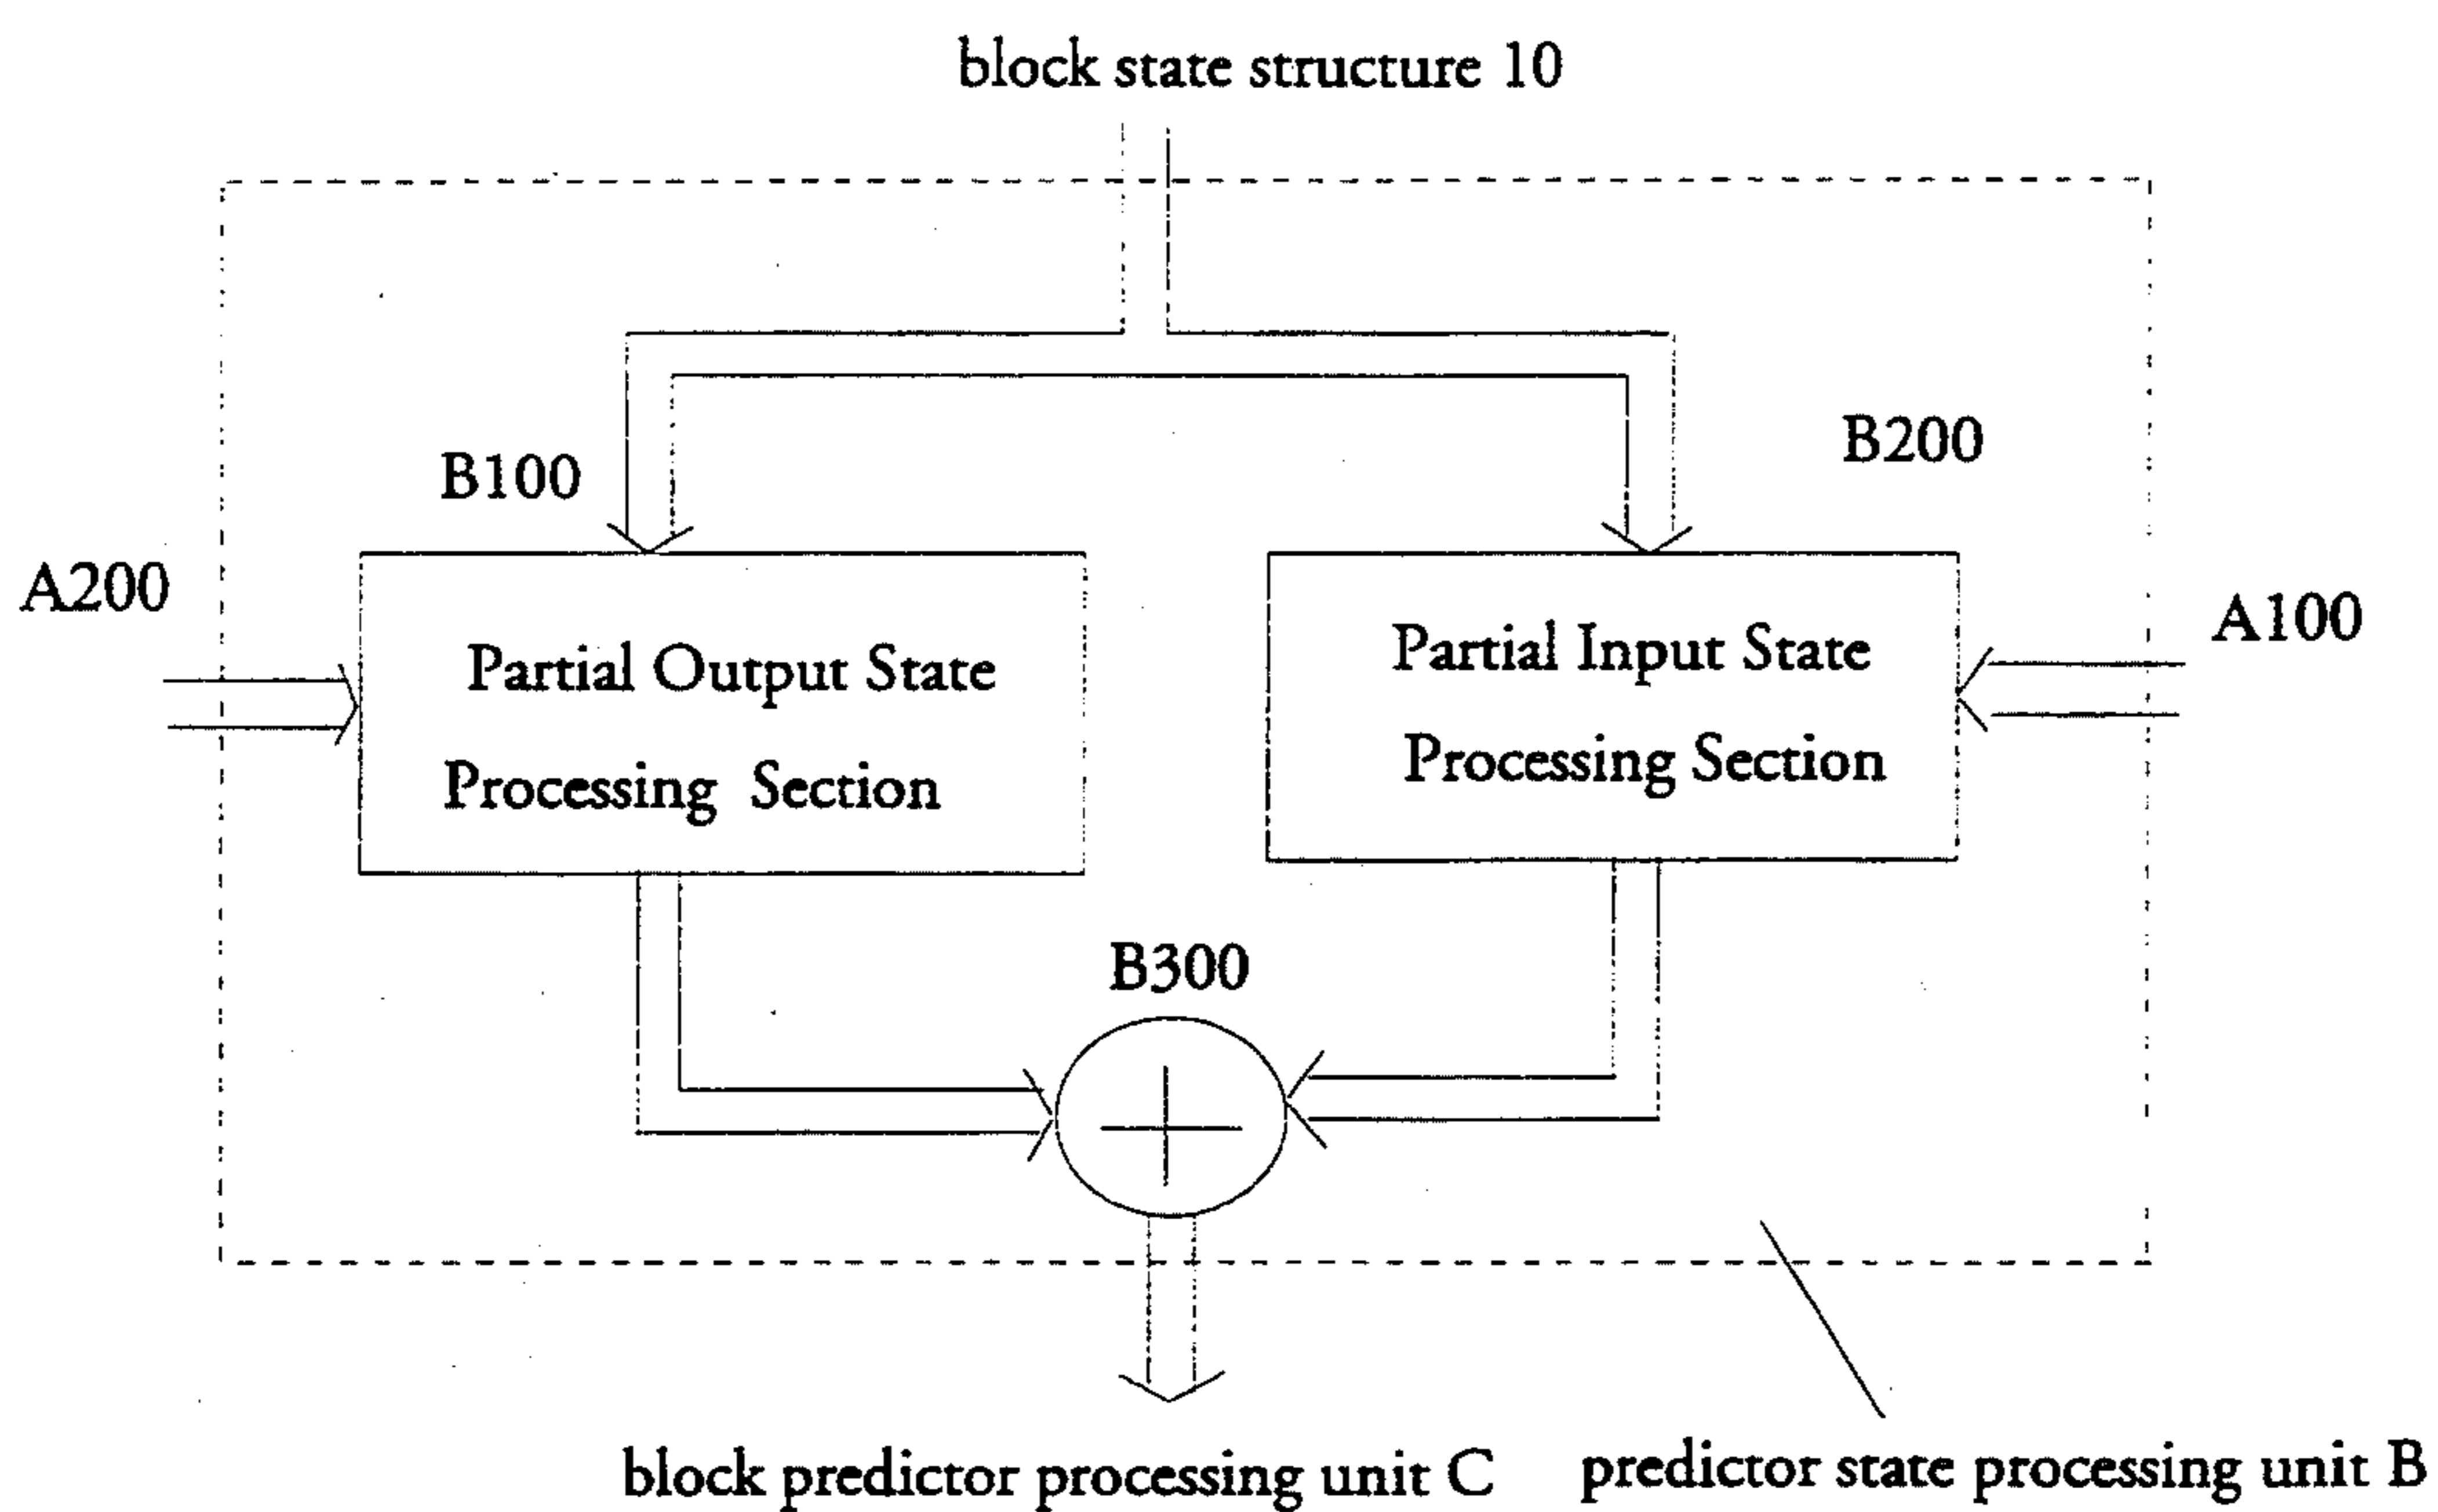 block state structure 10
B200
B100
A200
A100
Partial Output State
Processing Section
Partial Input State
Processing Section
B300
block predictor processing unit C
predictor state processing unit B